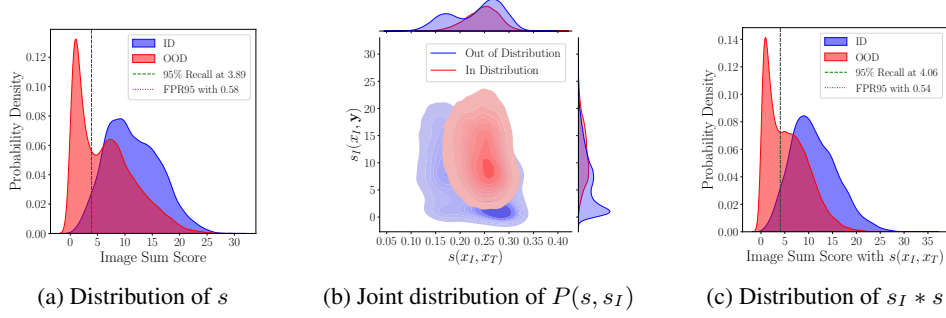 0.12
0.10
0.08
0.06
0.04
0.02
0.00
Probability Density
0 5 10 15 20 25 30
Image Sum Score
ID
OOD
95% Recall at 3.89
FPR95 with 0.58
(a) Distribution of s
30
25
20
15
10
5
0
s_I(x_I, y)
0.05 0.10 0.15 0.20 0.25 0.30 0.35 0.40
s(x_I, x_T)
Out of Distribution
In Distribution
(b) Joint distribution of P(s, s_I)
0.14
0.12
0.10
0.08
0.06
0.04
0.02
0.00
Probability Density
0 5 10 15 20 25 30 35
Image Sum Score with s(x_I, x_T)
ID
OOD
95% Recall at 4.06
FPR95 with 0.54
(c) Distribution of s_I * s